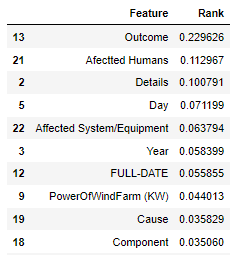 Feature Rank
13 Outcome 0.229626
21 Afectted Humans 0.112967
2 Details 0.100791
5 Day 0.071199
22 Affected System/Equipment 0.063794
3 Year 0.058399
12 FULL-DATE 0.055855
9 PowerOfWindFarm (KW) 0.044013
19 Cause 0.035829
18 Component 0.035060